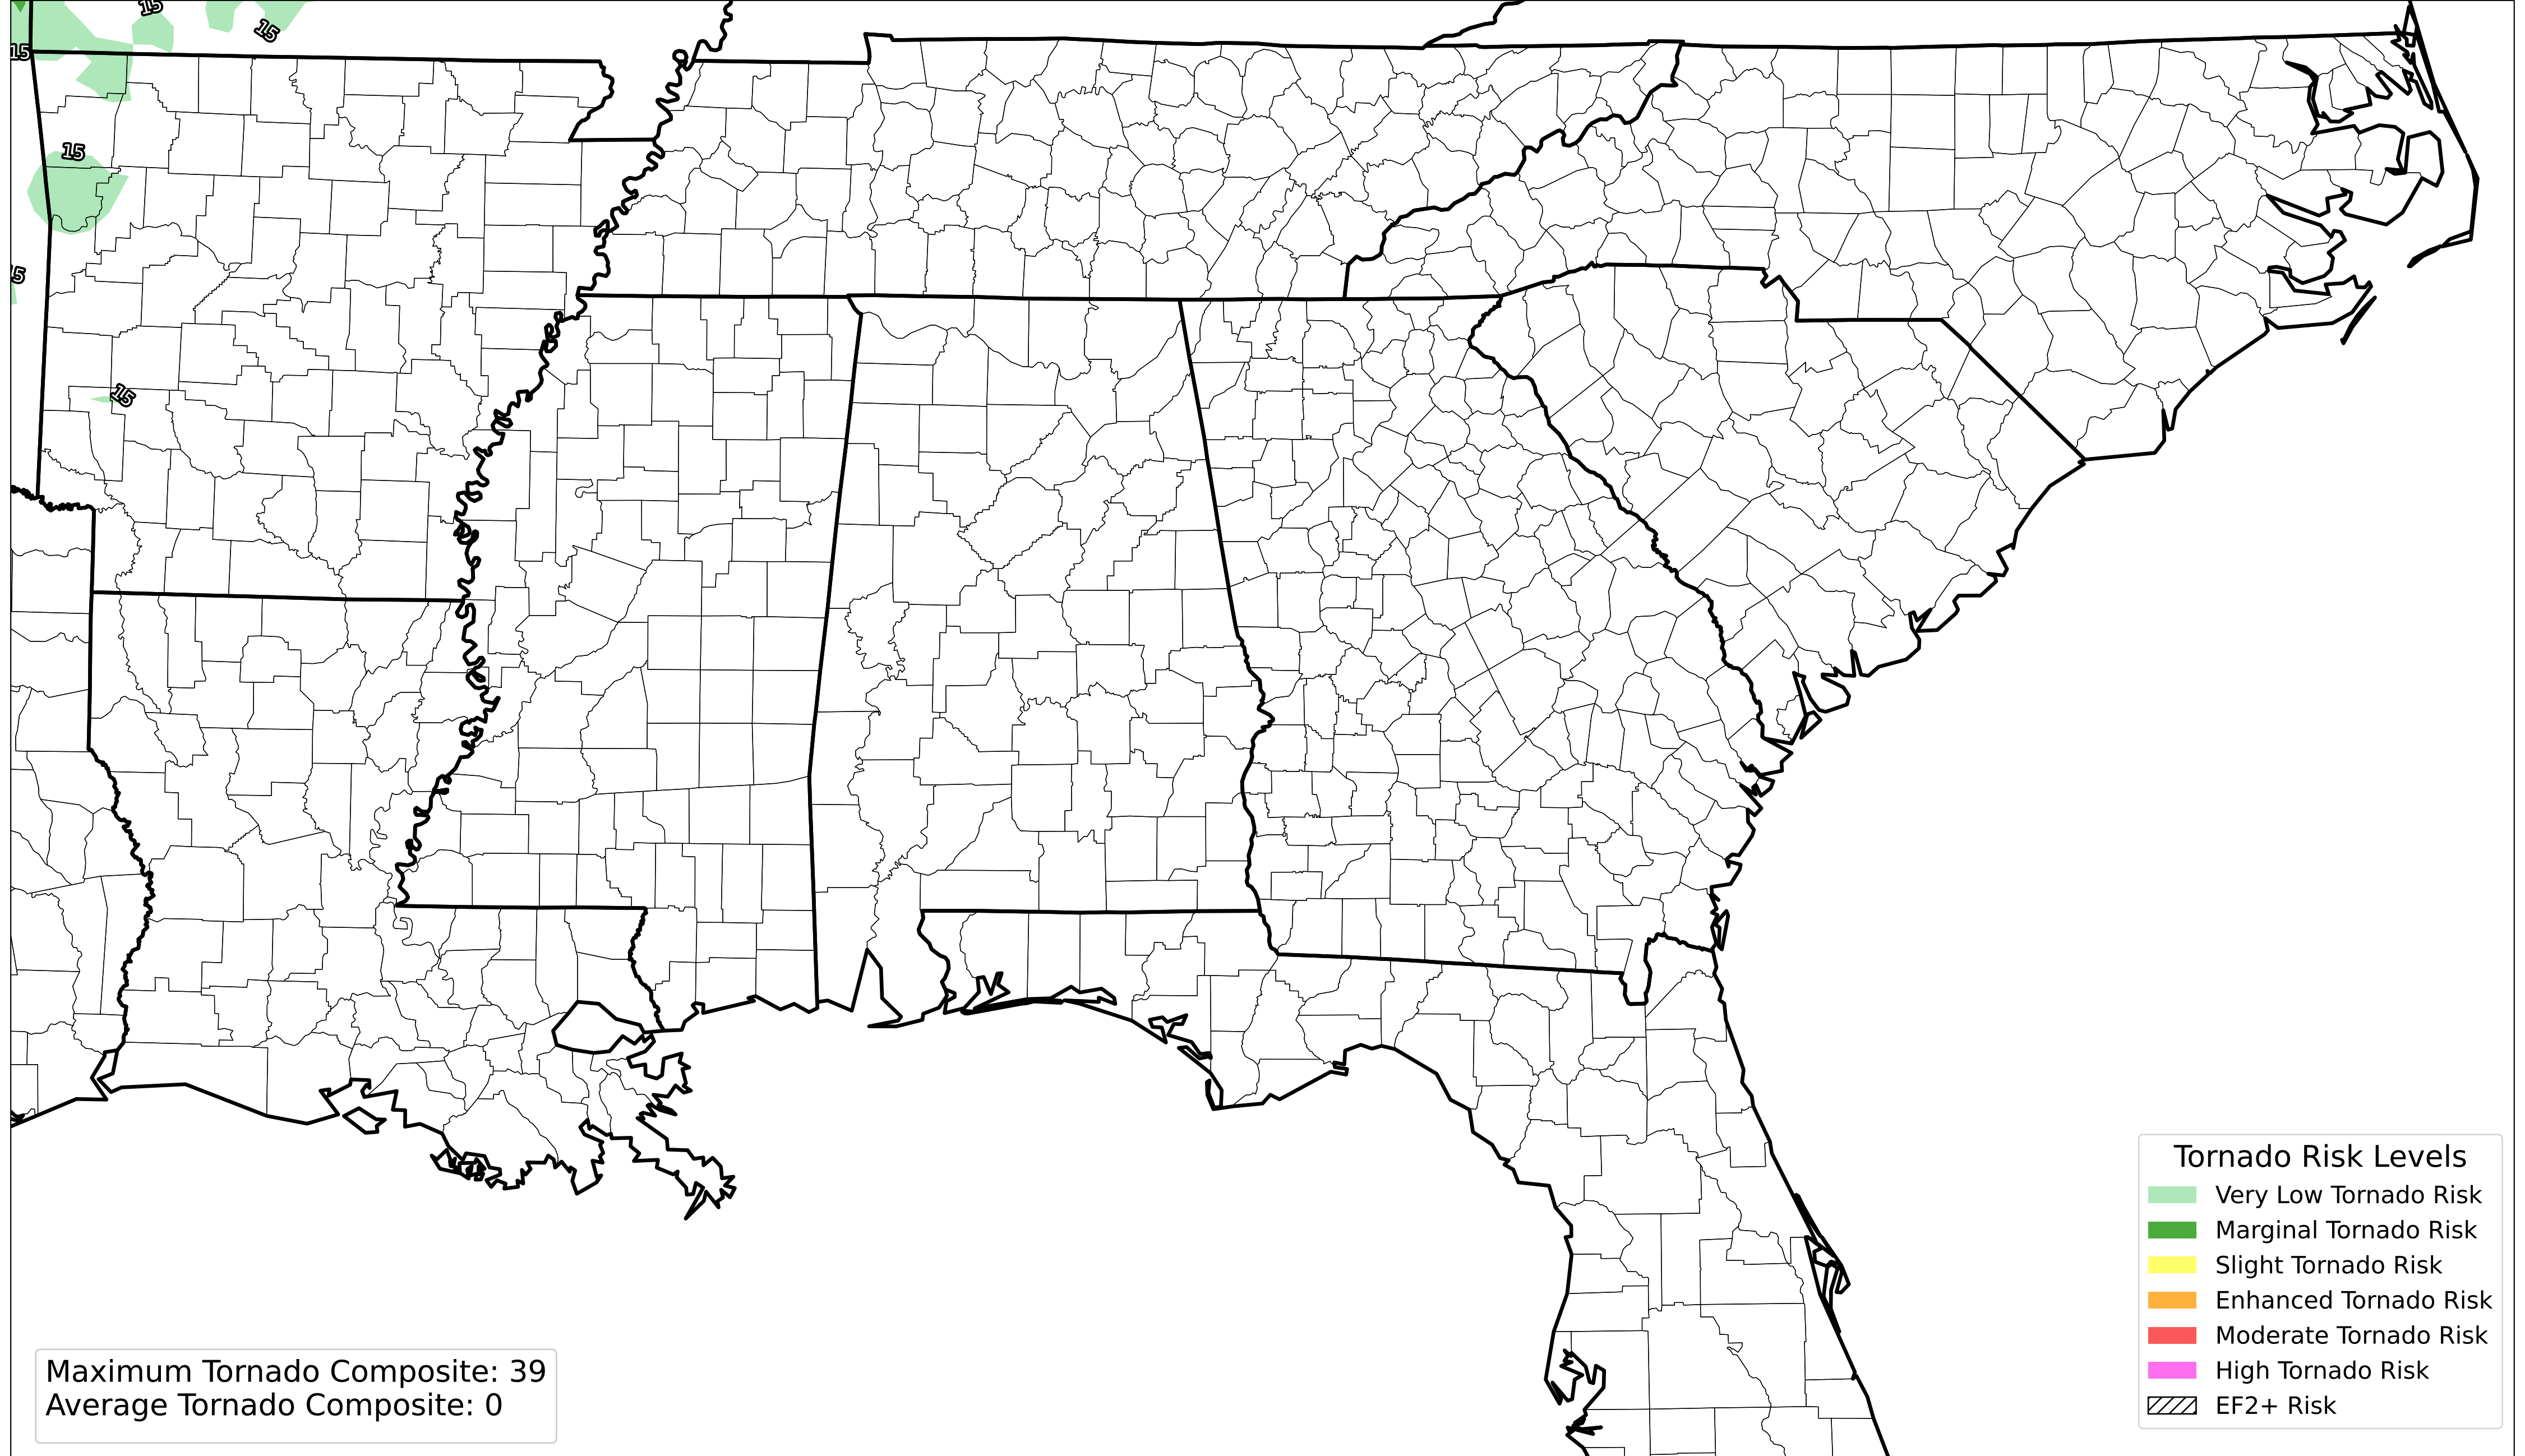 15
15
15
15
5
15
Tornado Risk Levels
Very Low Tornado Risk
Marginal Tornado Risk
Slight Tornado Risk
Enhanced Tornado Risk
Moderate Tornado Risk
High Tornado Risk
EF2+ Risk
Maximum Tornado Composite: 39
Average Tornado Composite: 0